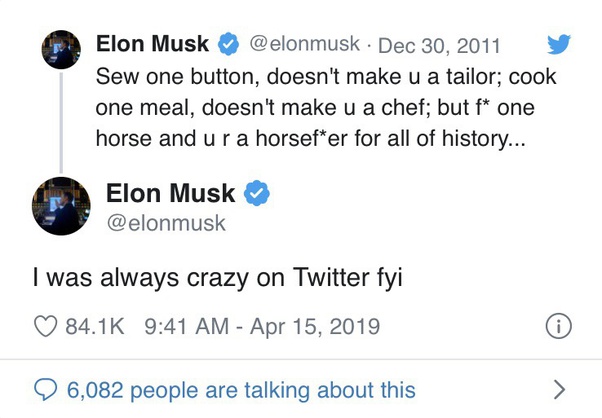 Elon Musk @elonmusk · Dec 30, 2011
Sew one button, doesn't make u a tailor; cook
one meal, doesn't make u a chef; but f* one
horse and u r a horsef*er for all of history...
Elon Musk
@elonmusk
I was always crazy on Twitter fyi
84.1K 9:41 AM - Apr 15, 2019
6,082 people are talking about this